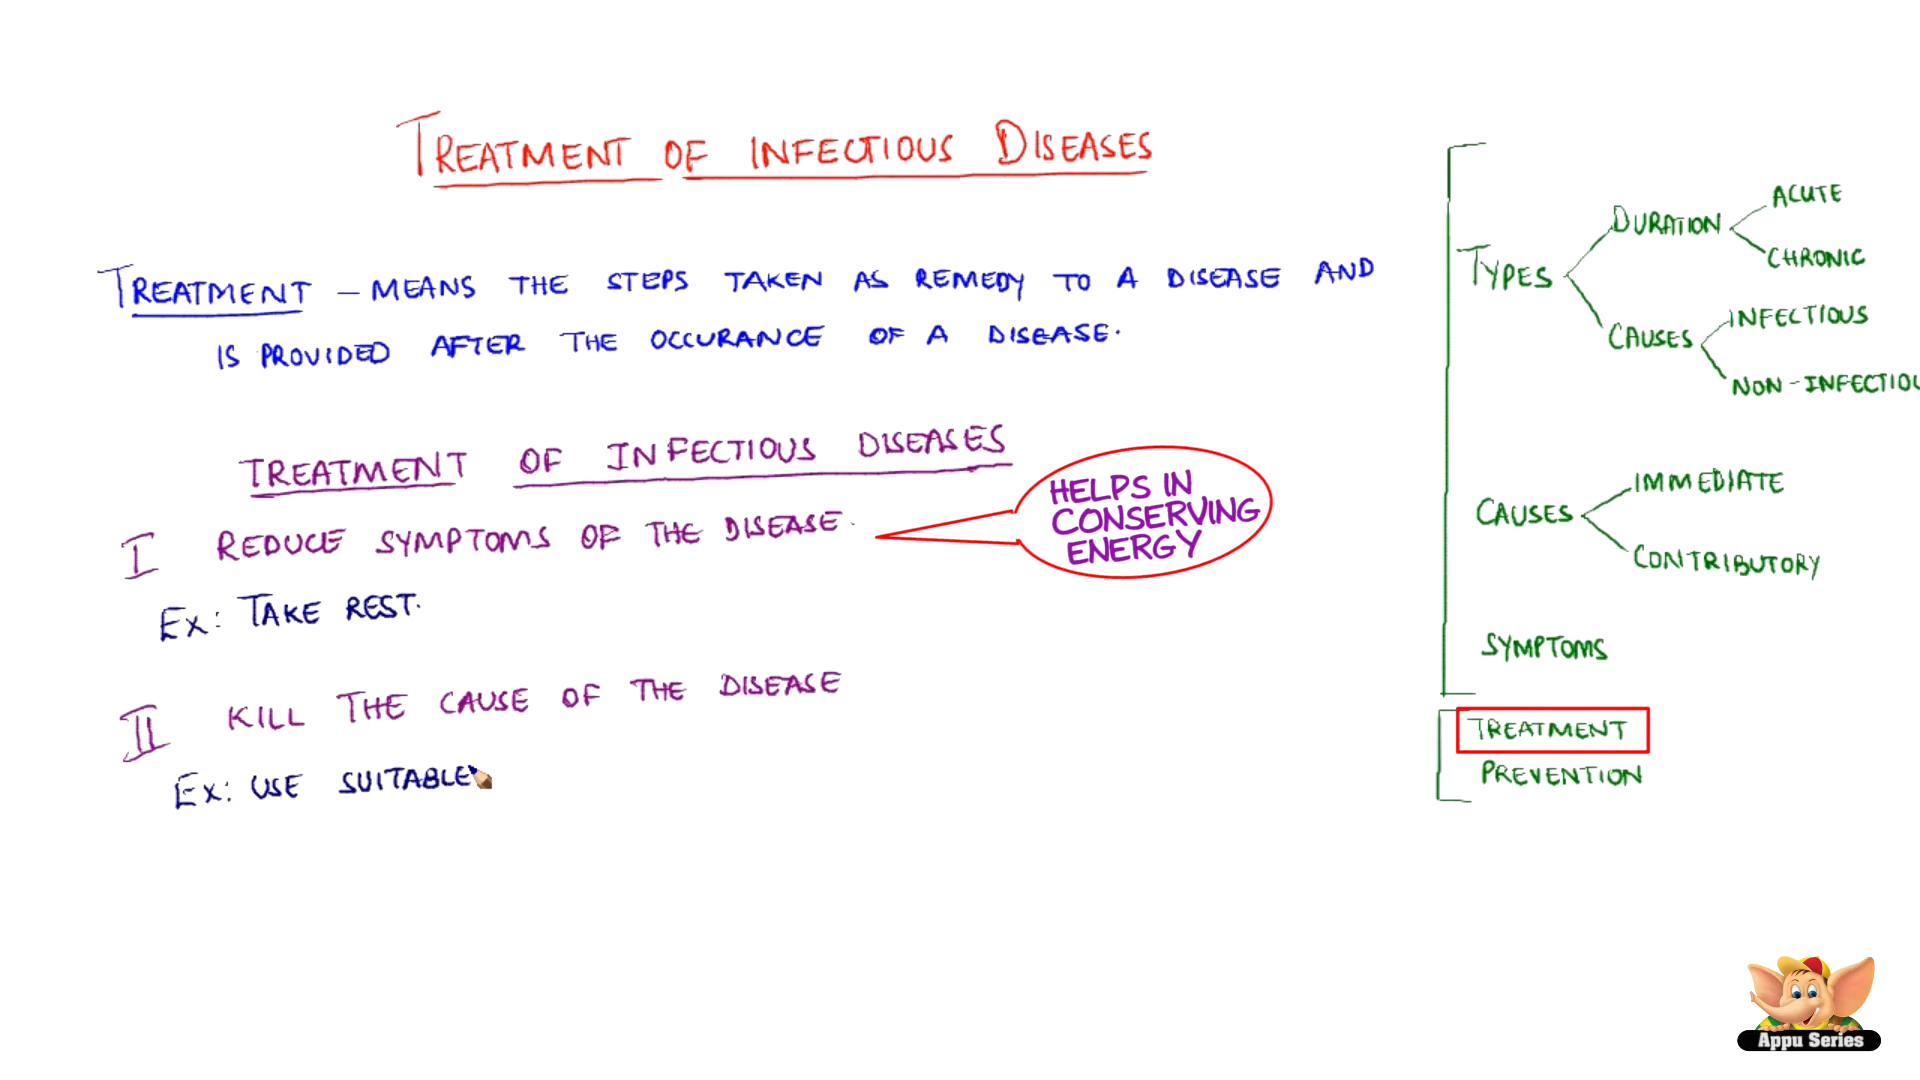 TREATMENT OF INFECTIOUS DISEASES
TREATMENT – MEANS THE STEPS TAKEN AS REMEDY TO A DISEASE AND
IS PROVIDED AFTER THE OCCURANCE OF A DISEASE.
TREATMENT OF INFECTIOUS DISEASES
I REDUCE SYMPTOMS OF THE DISEASE.
HELPS IN
CONSERVING
ENERGY
EX: TAKE REST.
II KILL THE CAUSE OF THE DISEASE
EX: USE SUITABLE
TYPES
DURATION
ACUTE
CHRONIC
CAUSES
INFECTIOUS
NON-INFECTIOU
CAUSES
IMMEDIATE
CONTRIBUTORY
SYMPTOMS
TREATMENT
PREVENTION
Appu Series